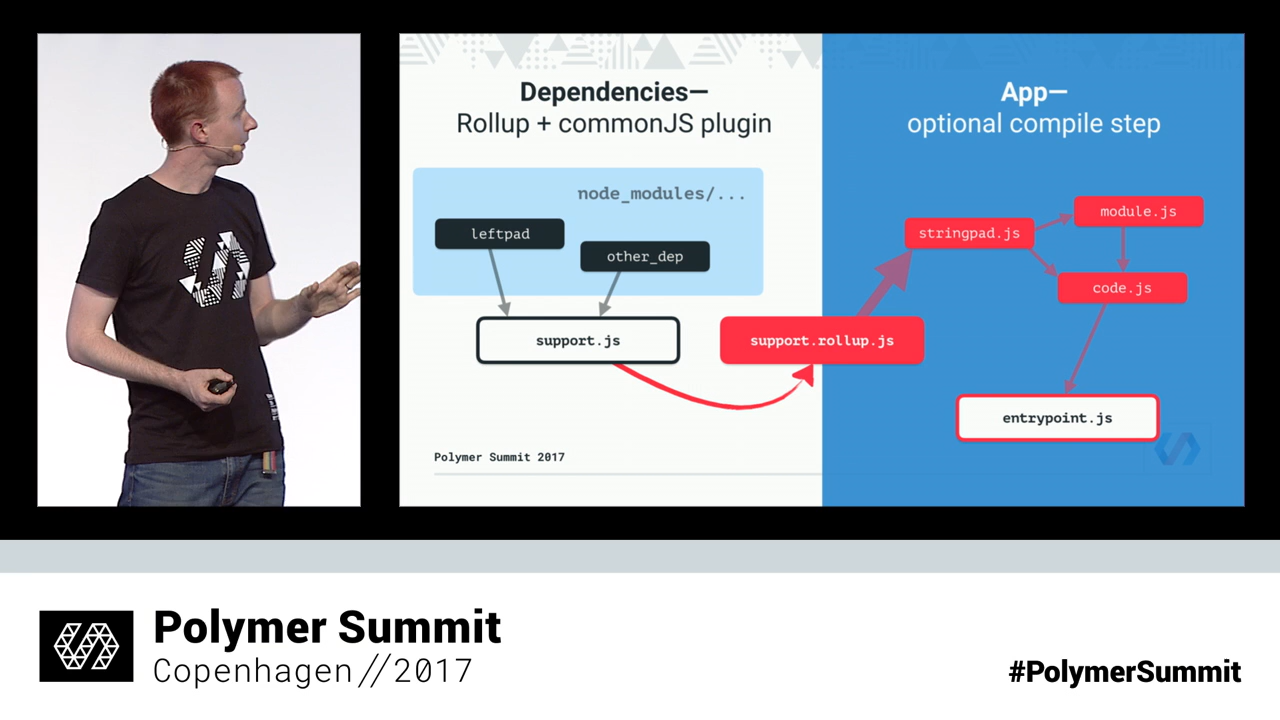 Dependencies—
Rollup + commonJS plugin
node_modules/...
leftpad
other_dep
support.js
support.rollup.js
Polymer Summit 2017
App—
optional compile step
stringpad.js
module.js
code.js
entrypoint.js
Polymer Summit
Copenhagen//2017
#PolymerSummit